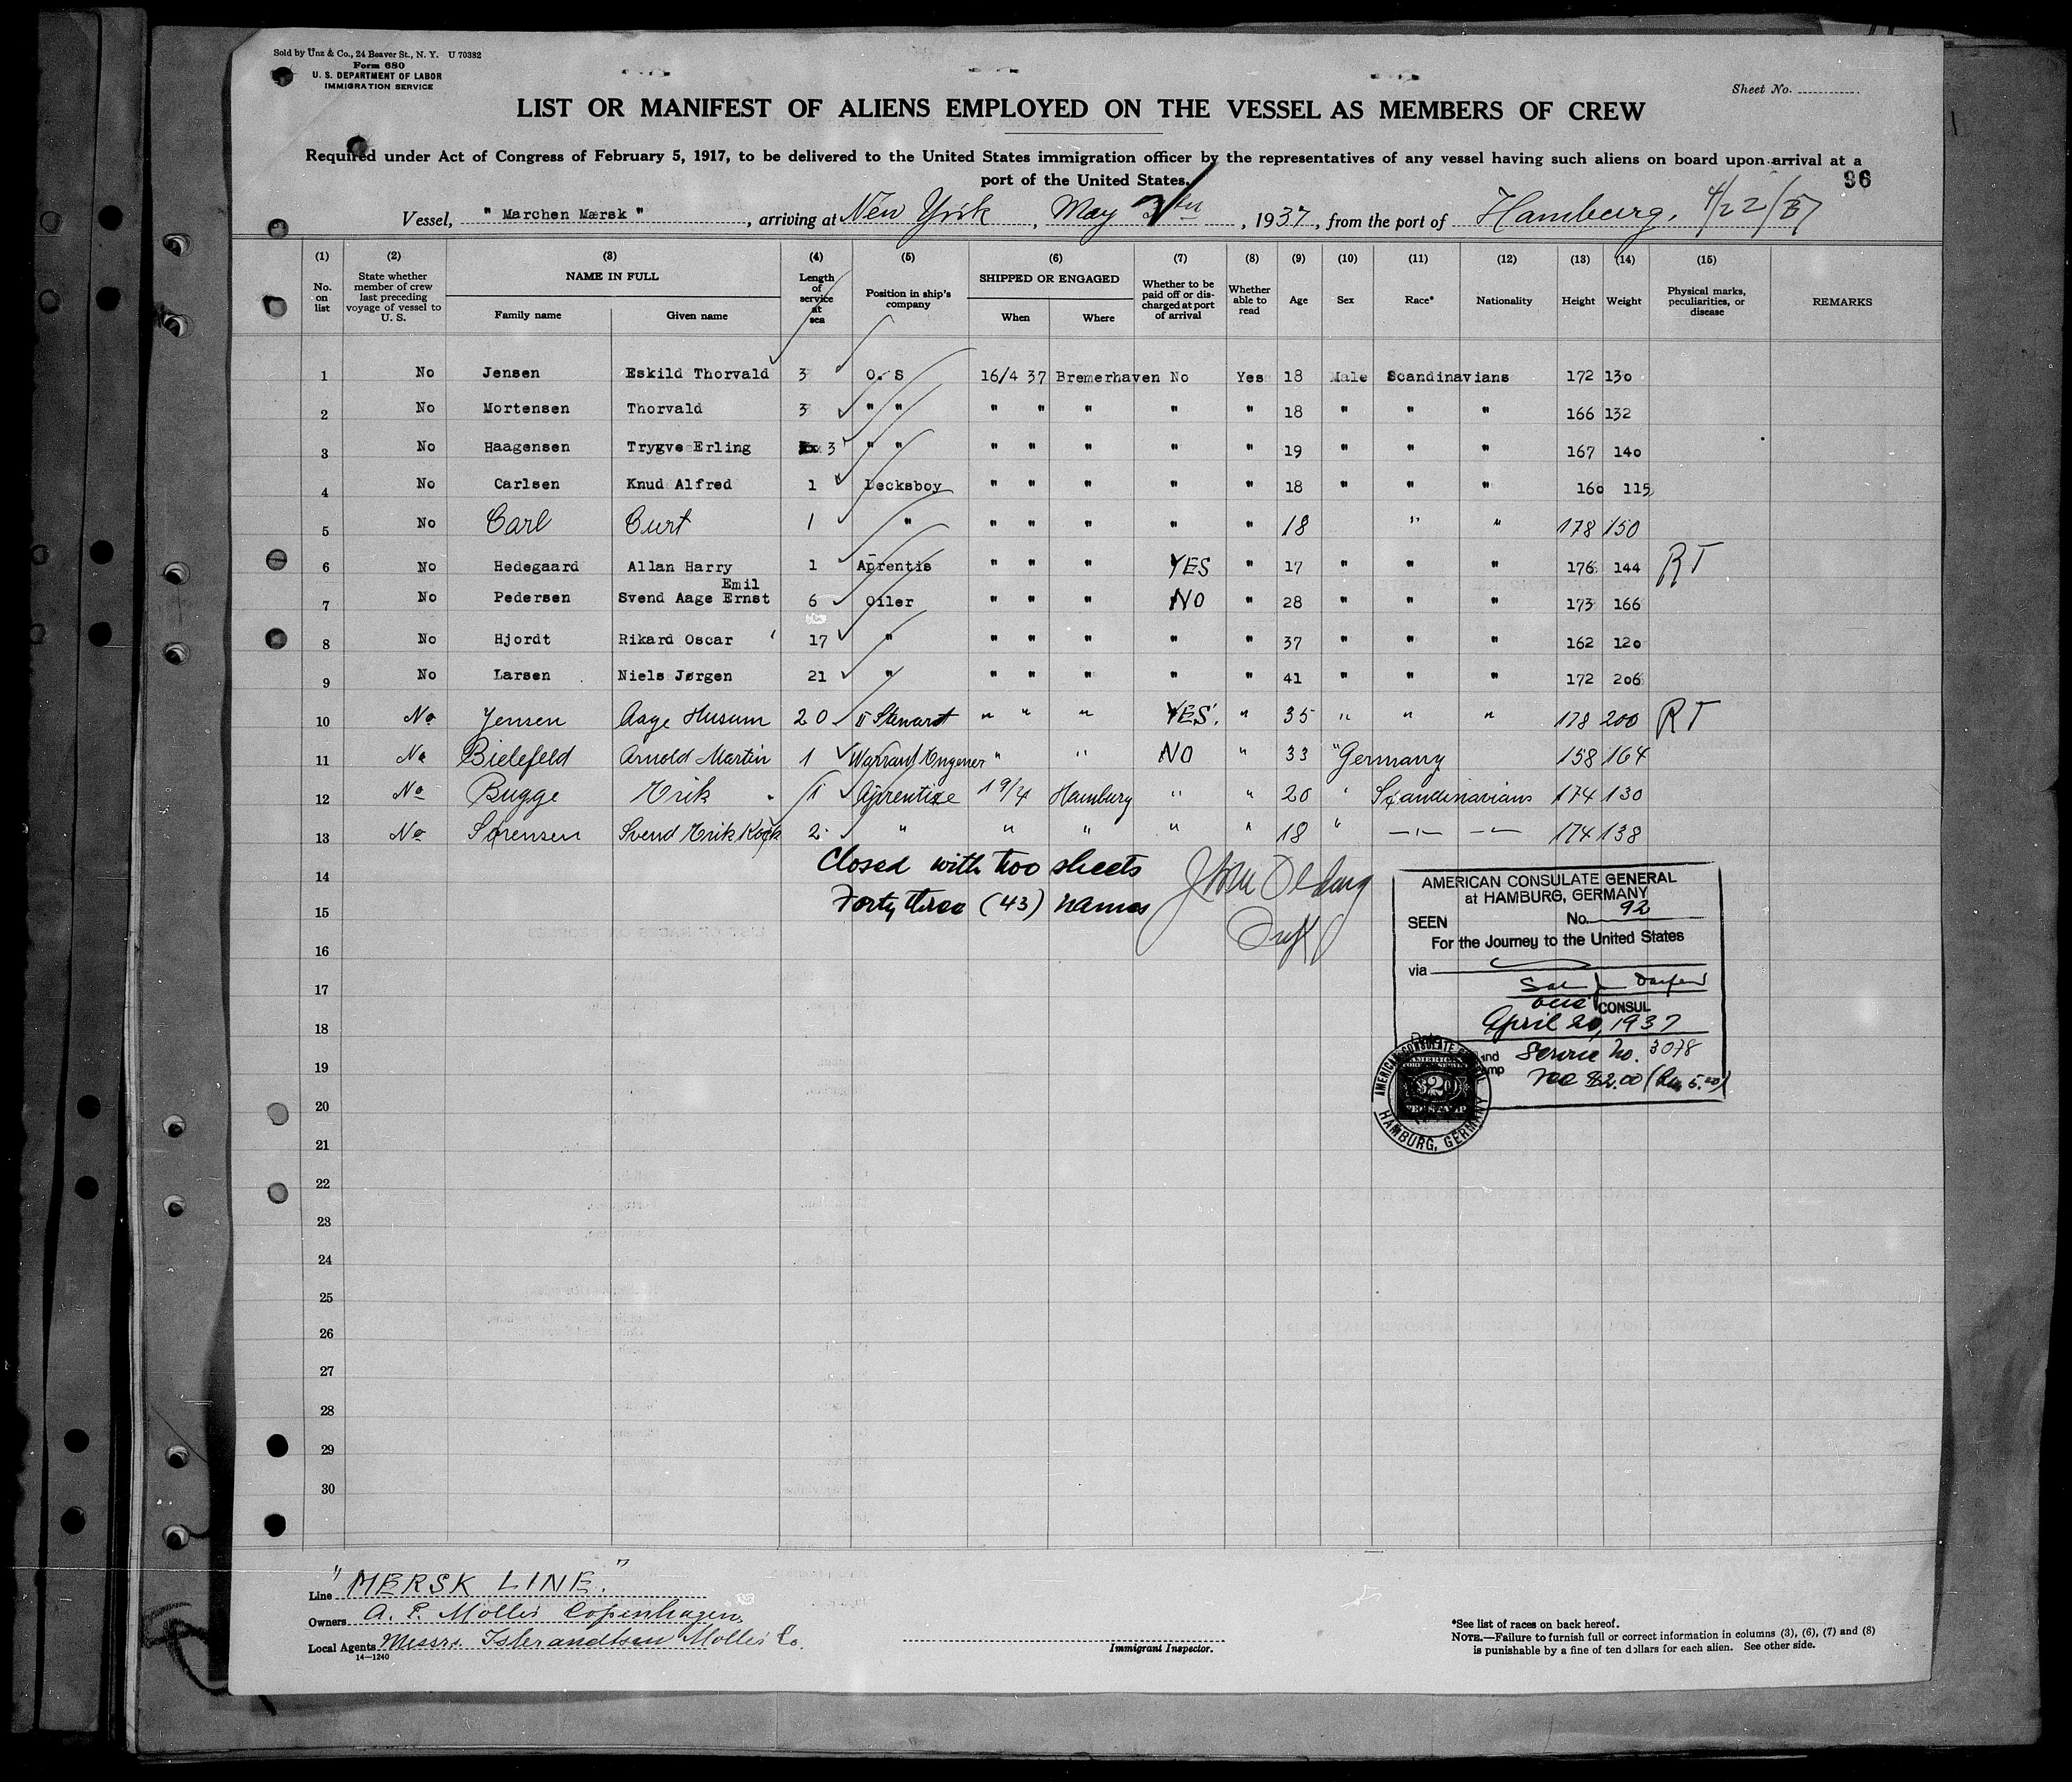 Sold by Unz & Co., 24 Beaver St., N. Y. U 70382
Form 680
U. S. DEPARTMENT OF LABOR
IMMIGRATION SERVICE
Sheet No.
LIST OR MANIFEST OF ALIENS EMPLOYED ON THE VESSEL AS MEMBERS OF CREW
Required under Act of Congress of February 5, 1917, to be delivered to the United States immigration officer by the representatives of any vessel having such aliens on board upon arrival at a
port of the United States.
96
Vessel, " Marchen Mærsk ", arriving at New York, May, 1937, from the port of Hamburg, 4/22/37
(1) (2) (3) (4) (5) (6) (7) (8) (9) (10) (11) (12) (13) (14) (15)
No. on list
State whether member of crew last preceding voyage of vessel to U. S.
NAME IN FULL
Family name
Given name
Length of service at sea
Position in ship's company
SHIPPED OR ENGAGED
When
Where
Whether to be paid off or discharged at port of arrival
Whether able to read
Age
Sex
Race*
Nationality
Height
Weight
Physical marks, peculiarities, or disease
REMARKS
1 No Jensen Eskild Thorvald 3 O. S 16/4 37 Bremerhaven No Yes 18 Male Scandinavians 172 130
2 No Mortensen Thorvald 3 " " " " " " " 18 " " " 166 132
3 No Haagensen Trygve Erling 3 " " " " " " " 19 " " " 167 140
4 No Carlsen Knud Alfred 1 Decksboy " " " " " 18 " " " 160 115
5 No Carl Curt 1 " " " " " " 18 " " 178 150
6 No Hedegaard Allan Harry 1 Aprentis " " " YES " 17 " " " 176 144 RT
7 No Pedersen Svend Aage Emil Ernst 6 Oiler " " " NO " 28 " " " 173 166
8 No Hjordt Rikard Oscar 17 " " " " " " 37 " " " 162 120
9 No Larsen Niels Jørgen 21 " " " " " " 41 " " " 172 206
10 No Jensen Aage Husum 20 II Stewart " " " YES. " 35 " " " 178 200 RT
11 No Bielefeld Arnold Martin 1 Warrant Engener " " NO " 33 " Germany 158 164
12 No Bugge Erik 1 Aprentice 19/4 Hamburg " " 20 " Scandinavians 174 130
13 No Sørensen Svend Erik Kock 2 " " " " " 18 " -"- -"- 174 138
Closed with two sheets
Forty three (43) names
14
15
16
17
18
19
20
21
22
23
24
25
26
27
28
29
30
AMERICAN CONSULATE GENERAL
at HAMBURG, GERMANY
SEEN No. 92
For the Journey to the United States
via
CONSUL
April 20, 1937
Service No. 3078
Fee $2.00
AMERICAN CONSULATE GENERAL
HAMBURG, GERMANY
Line "MERSK LINE."
Owners A. P. Møller Copenhagen
Local Agents Messrs. Isbrandtsen Moller Co.
14—1240
Immigrant Inspector.
*See list of races on back hereof.
NOTE.—Failure to furnish full or correct information in columns (3), (6), (7) and (8)
is punishable by a fine of ten dollars for each alien. See other side.